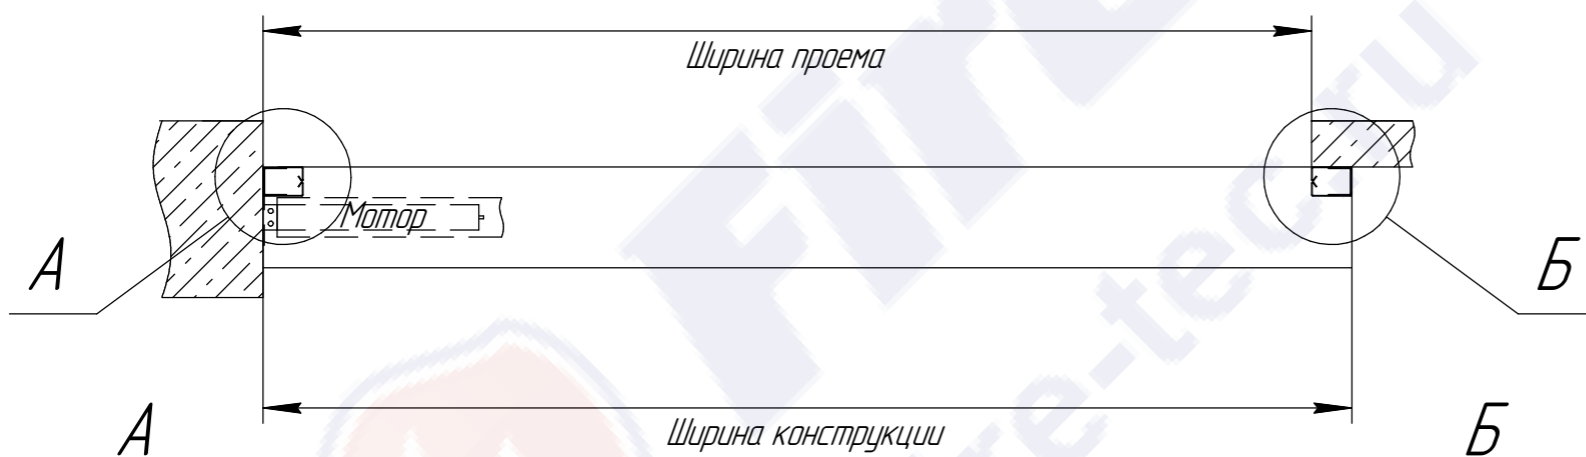 Ширина проема
Мотор
А
Б
Ширина конструкции
А
Б